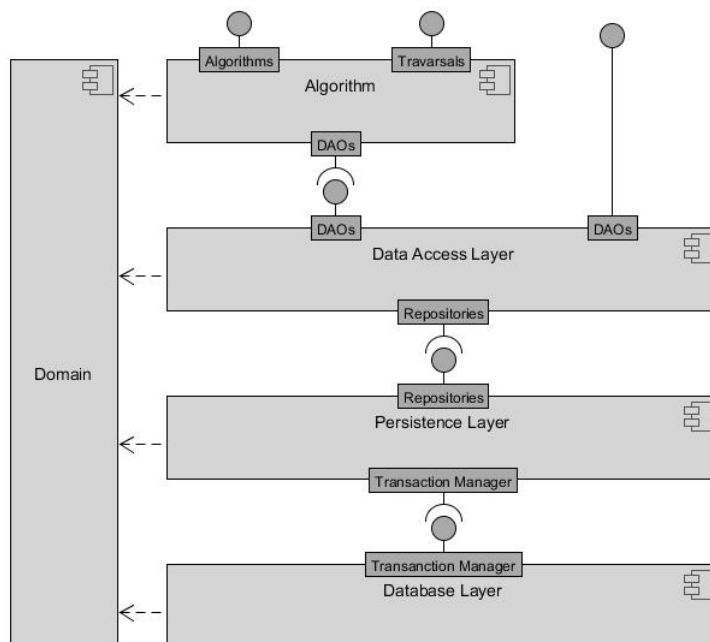 Algorithms
Travarsals
Algorithm
DAOs
DAOs
DAOs
Data Access Layer
Repositories
Domain
Repositories
Persistence Layer
Transaction Manager
Transanction Manager
Database Layer